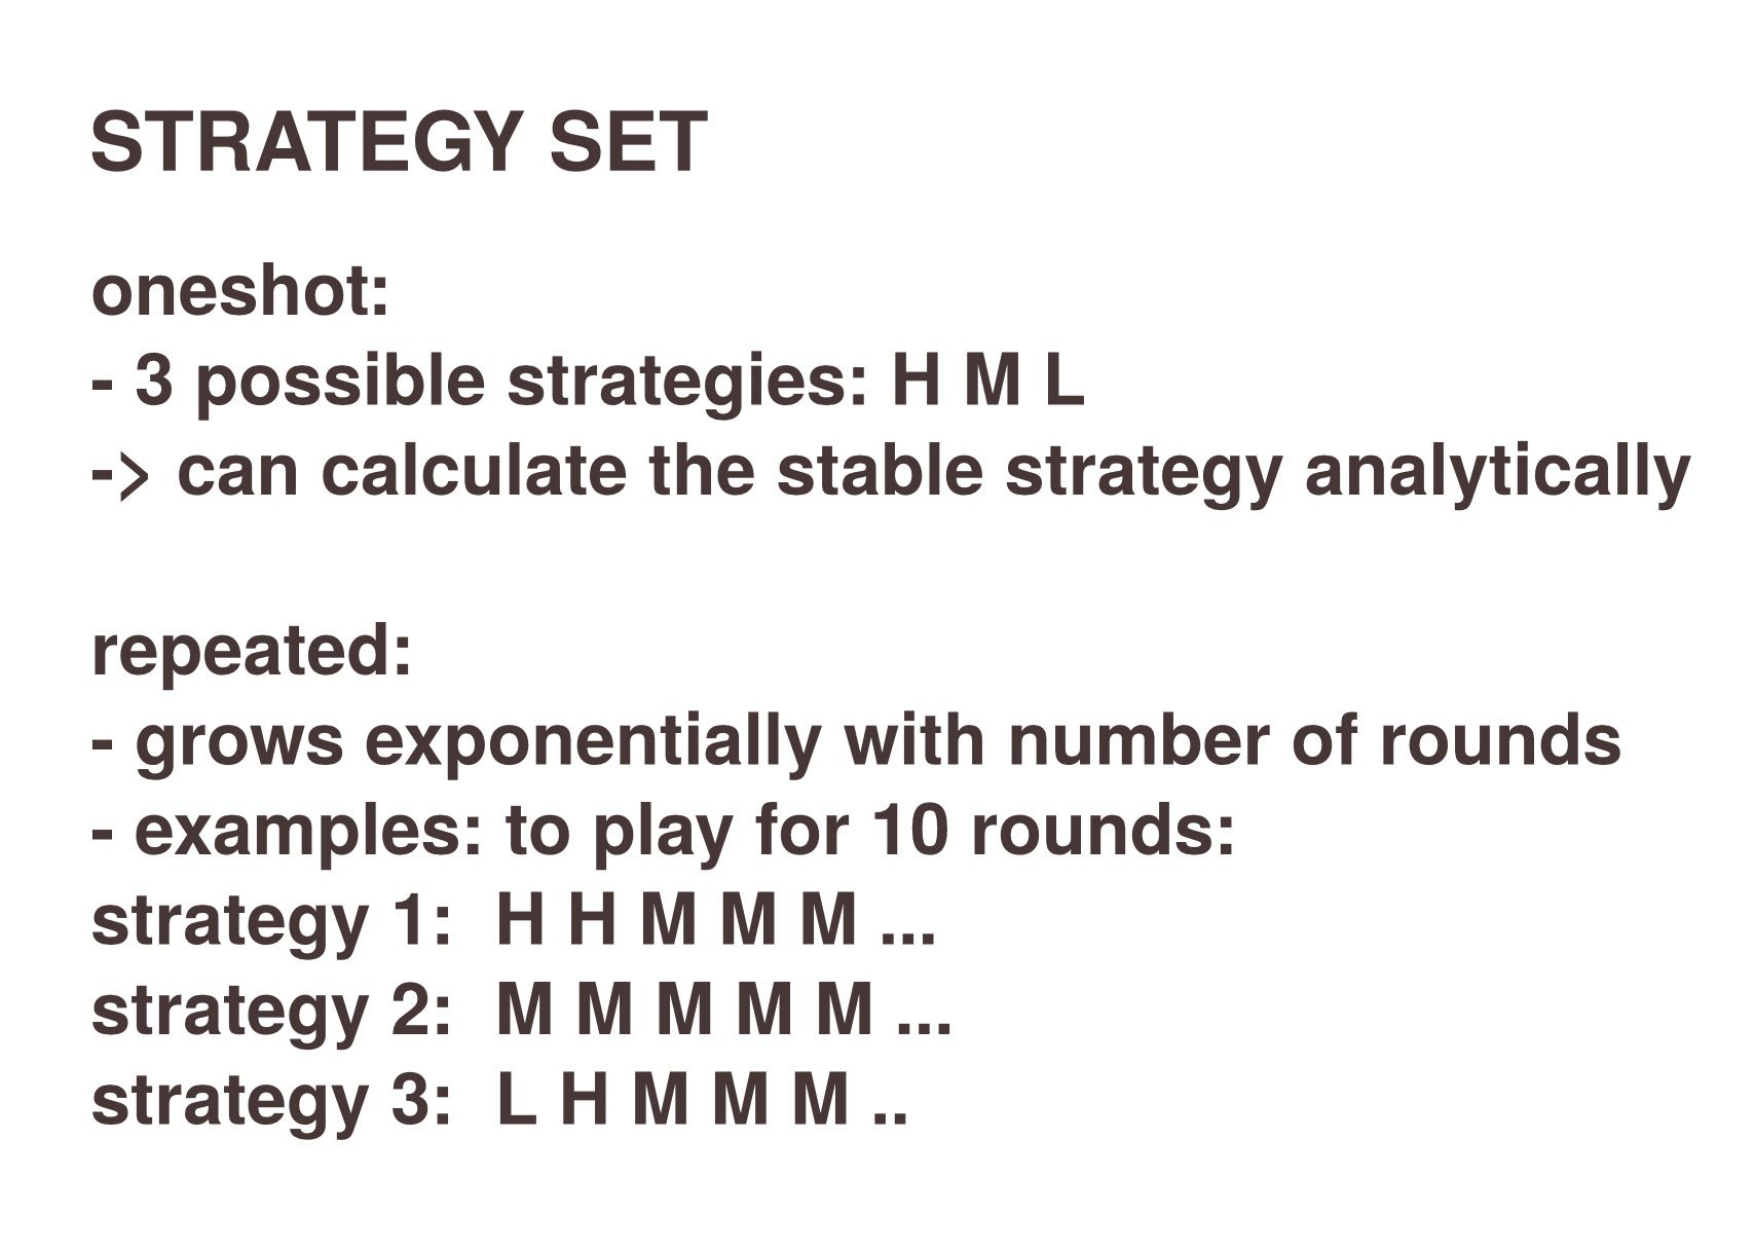 STRATEGY SET
oneshot:
- 3 possible strategies: H M L
-> can calculate the stable strategy analytically
repeated:
- grows exponentially with number of rounds
- examples: to play for 10 rounds:
strategy 1:  H H M M M ...
strategy 2:  M M M M M ...
strategy 3:  L H M M M ..